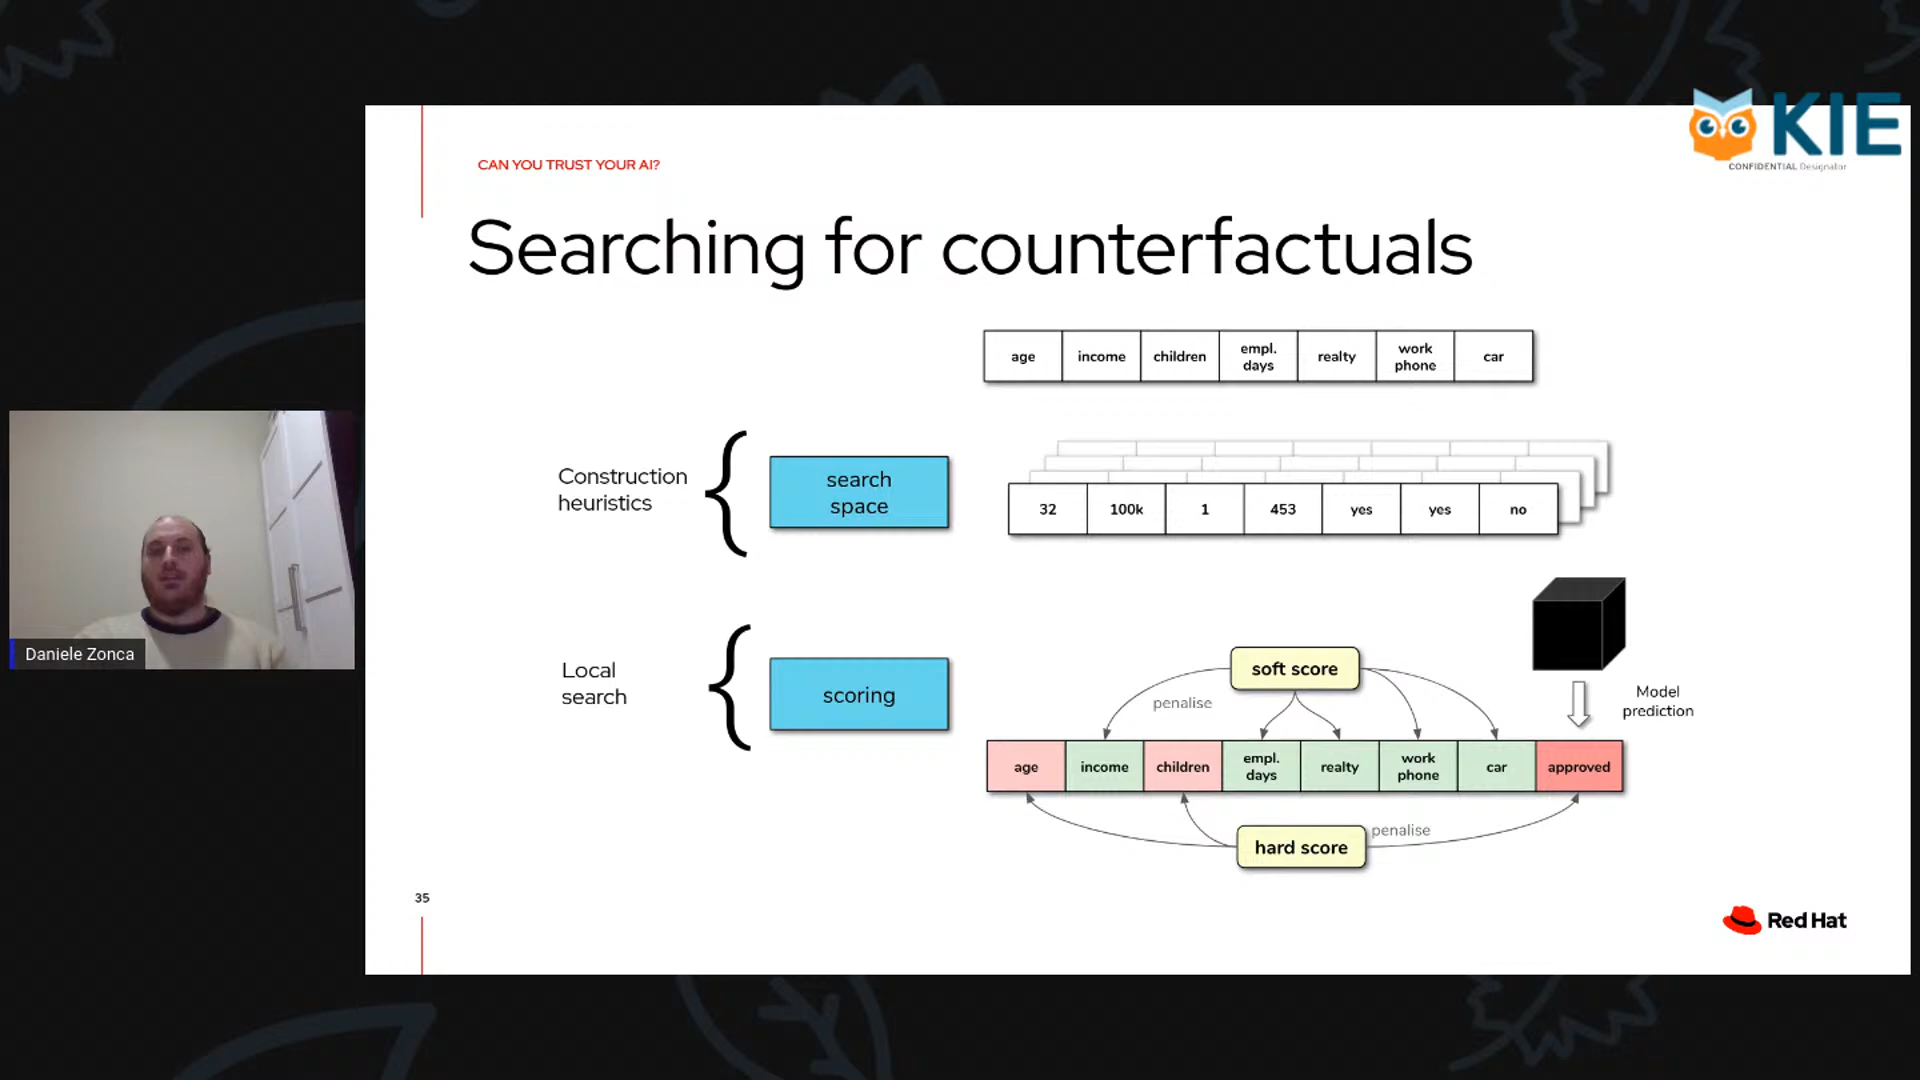 KIE
CONFIDENTIAL Designator
CAN YOU TRUST YOUR AI?
Searching for counterfactuals
age
income
children
empl.
days
realty
work
phone
car
Construction
heuristics
search
space
32
100k
1
453
yes
yes
no
Local
search
scoring
soft score
penalise
Model
prediction
age
income
children
empl.
days
realty
work
phone
car
approved
hard score
penalise
Daniele Zonca
35
Red Hat